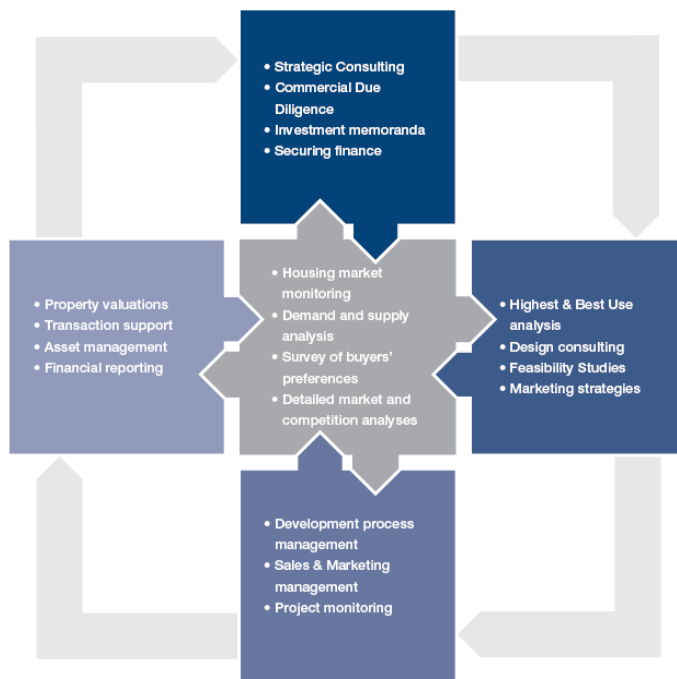 • Strategic Consulting
• Commercial Due
Diligence
• Investment memoranda
• Securing finance
• Property valuations
• Transaction support
• Asset management
• Financial reporting
• Housing market
monitoring
• Demand and supply
analysis
• Survey of buyers’
preferences
• Detailed market and
competition analyses
• Highest & Best Use
analysis
• Design consulting
• Feasibility Studies
• Marketing strategies
• Development process
management
• Sales & Marketing
management
• Project monitoring